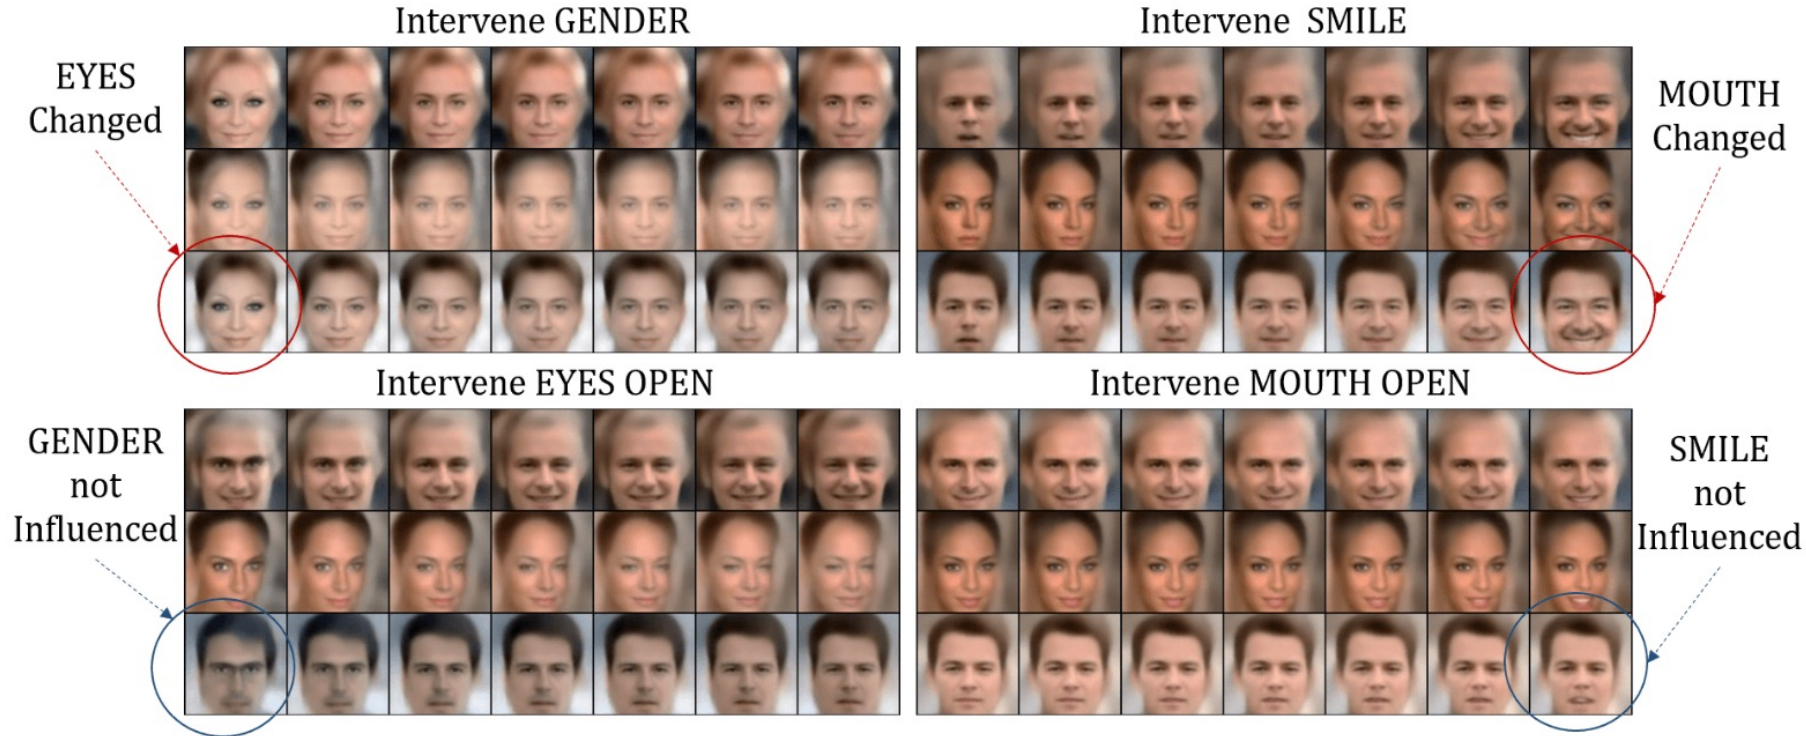 Intervene GENDER
Intervene SMILE
EYES
Changed
MOUTH
Changed
Intervene EYES OPEN
Intervene MOUTH OPEN
GENDER
not
Influenced
SMILE
not
Influenced